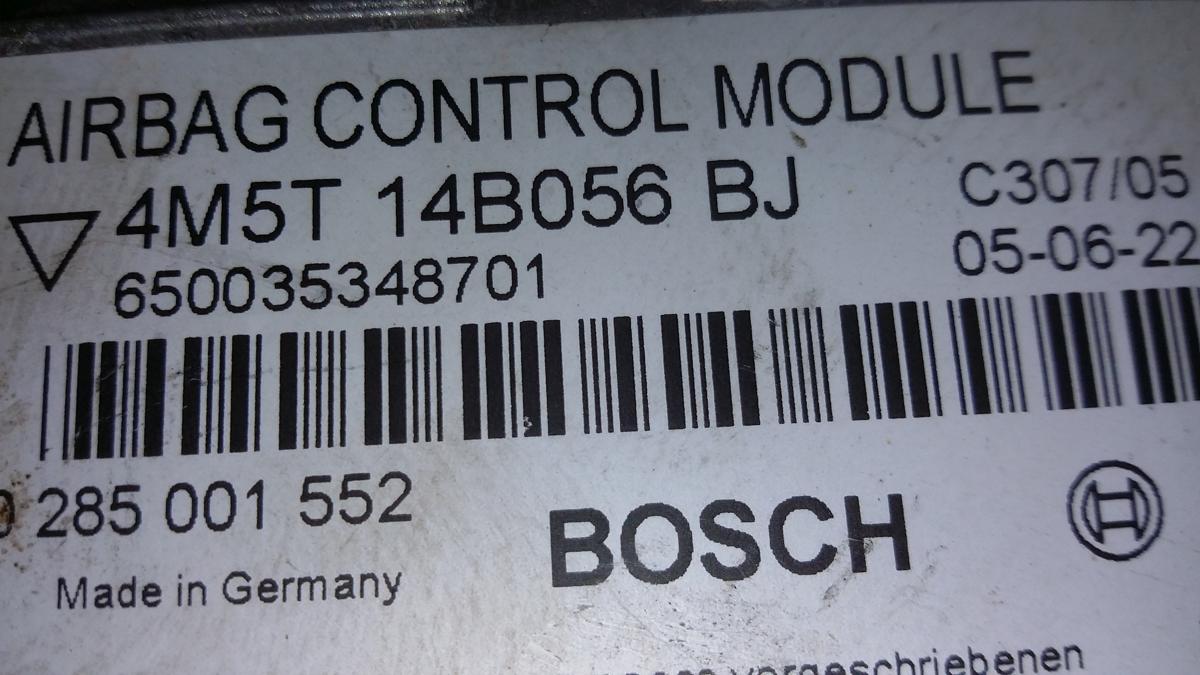 AIRBAG CONTROL MODULE
4M5T 14B056 BJ C307/05
650035348701 05-06-22
0 285 001 552
BOSCH
Made in Germany
vorgeschriebenen